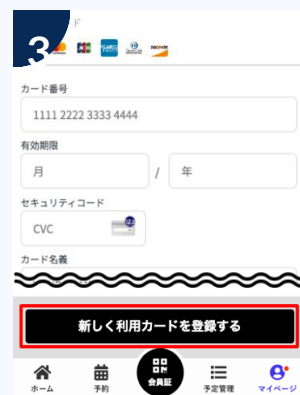 3
ド
カード番号
1111 2222 3333 4444
有効期限
月 / 年
セキュリティコード
CVC
カード名義
新しく利用カードを登録する
ホーム 予約 会員証 予定管理 マイページ